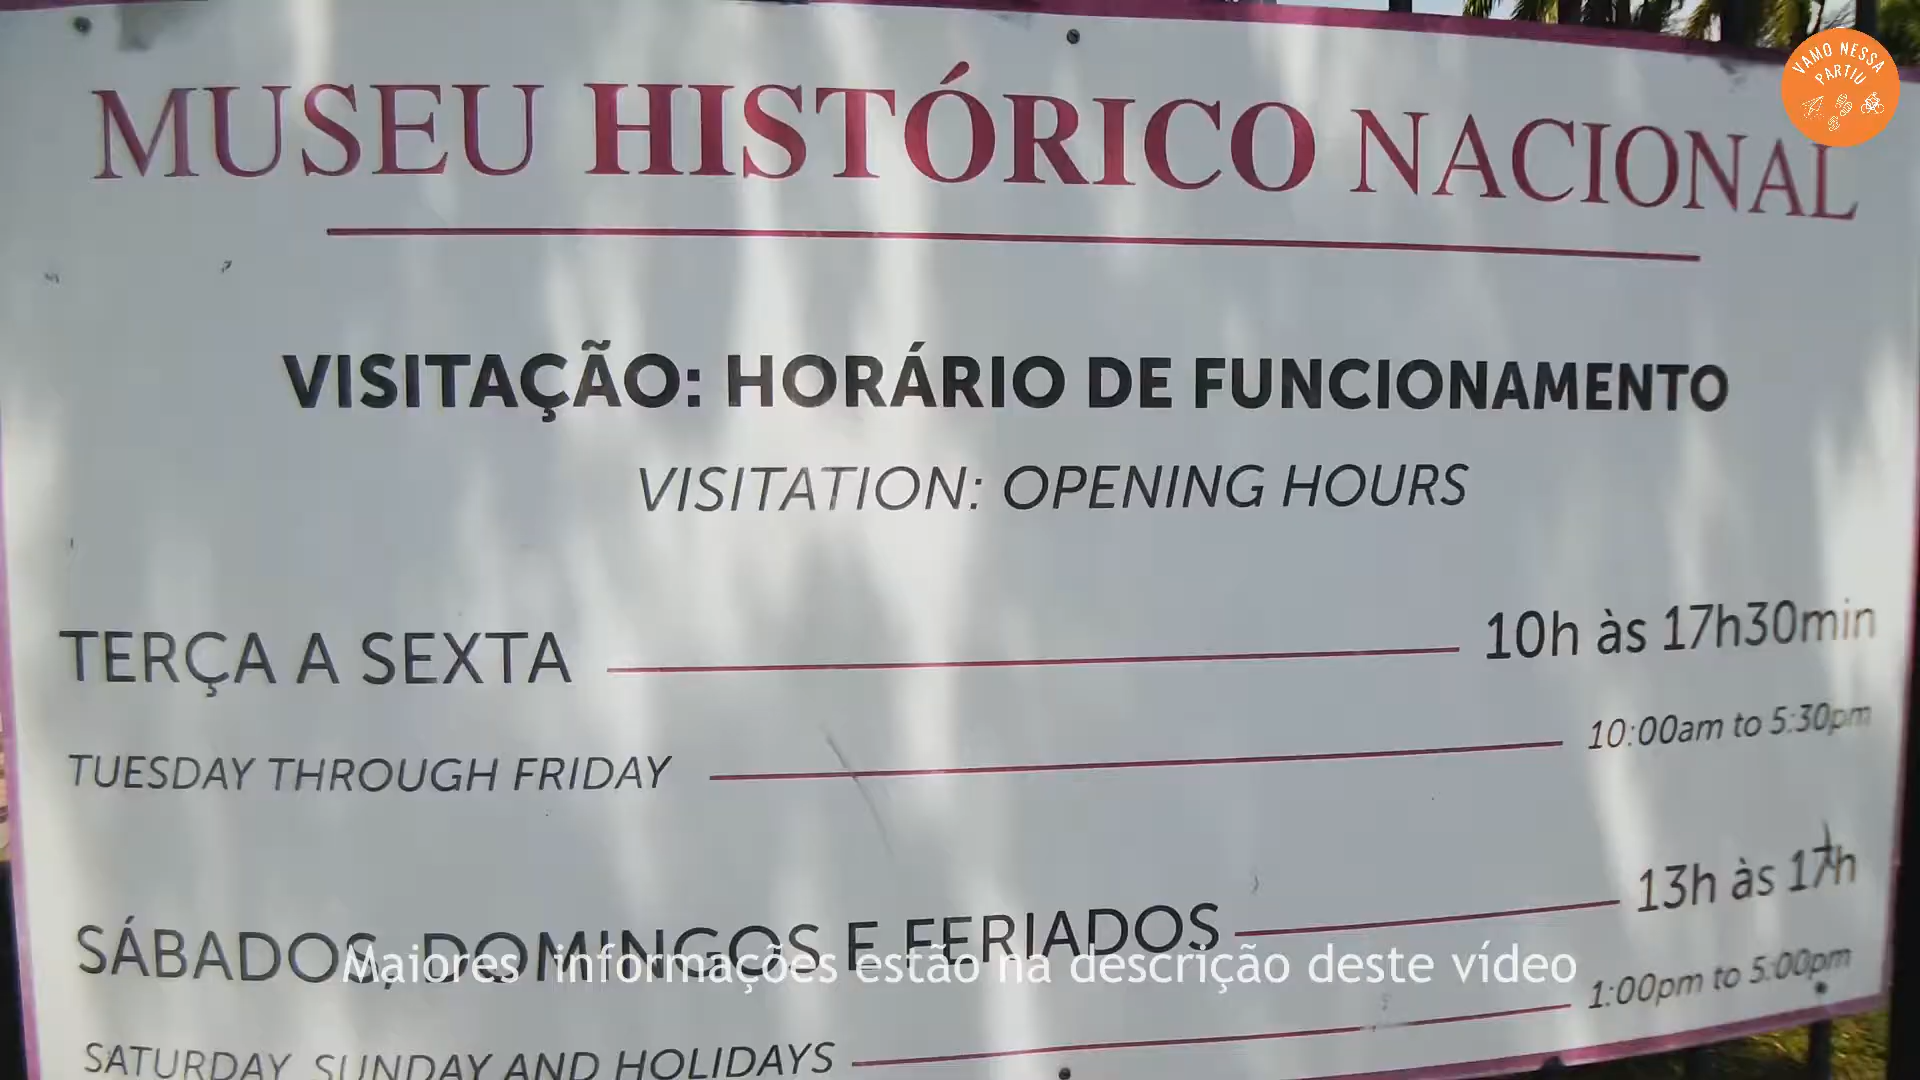 VAMO NESSA
PARTIU
MUSEU HISTÓRICO NACIONAL
VISITAÇÃO: HORÁRIO DE FUNCIONAMENTO
VISITATION: OPENING HOURS
TERÇA A SEXTA 10h às 17h30min
TUESDAY THROUGH FRIDAY 10:00am to 5:30pm
SÁBADOS, DOMINGOS E FERIADOS 13h às 17h
Maiores informações estão na descrição deste vídeo
SATURDAY, SUNDAY AND HOLIDAYS 1:00pm to 5:00pm